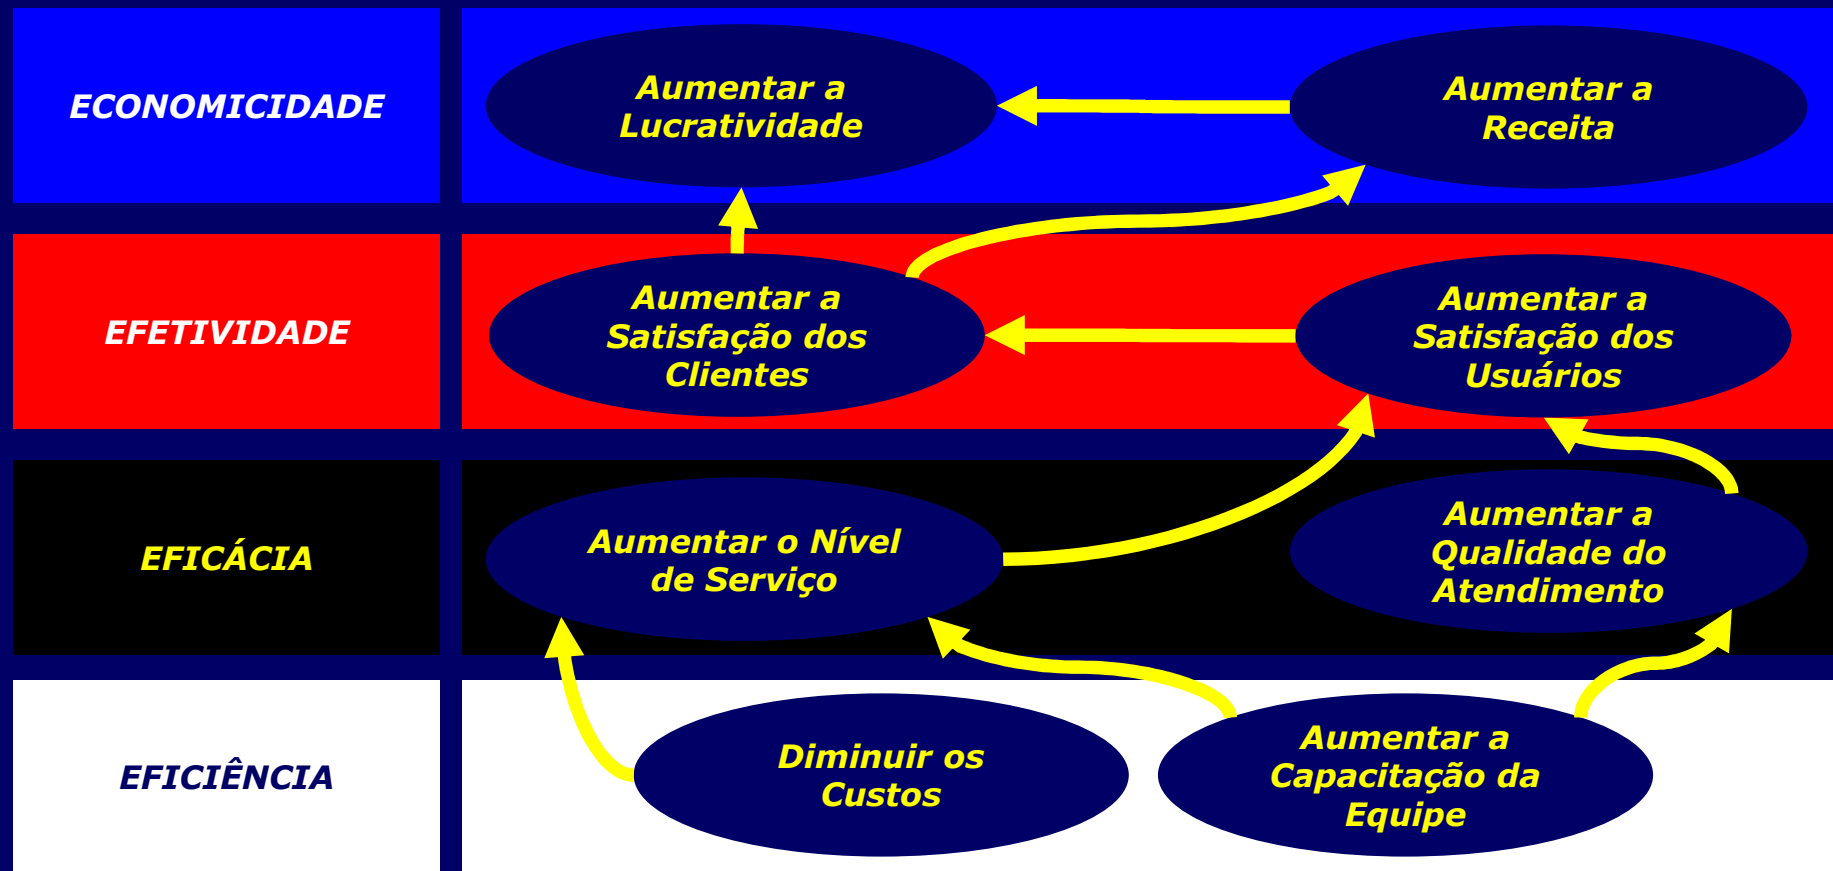 ECONOMICIDADE
Aumentar a
Lucratividade
Aumentar a
Receita
EFETIVIDADE
Aumentar a
Satisfação dos
Clientes
Aumentar a
Satisfação dos
Usuários
EFICÁCIA
Aumentar o Nível
de Serviço
Aumentar a
Qualidade do
Atendimento
EFICIÊNCIA
Diminuir os
Custos
Aumentar a
Capacitação da
Equipe